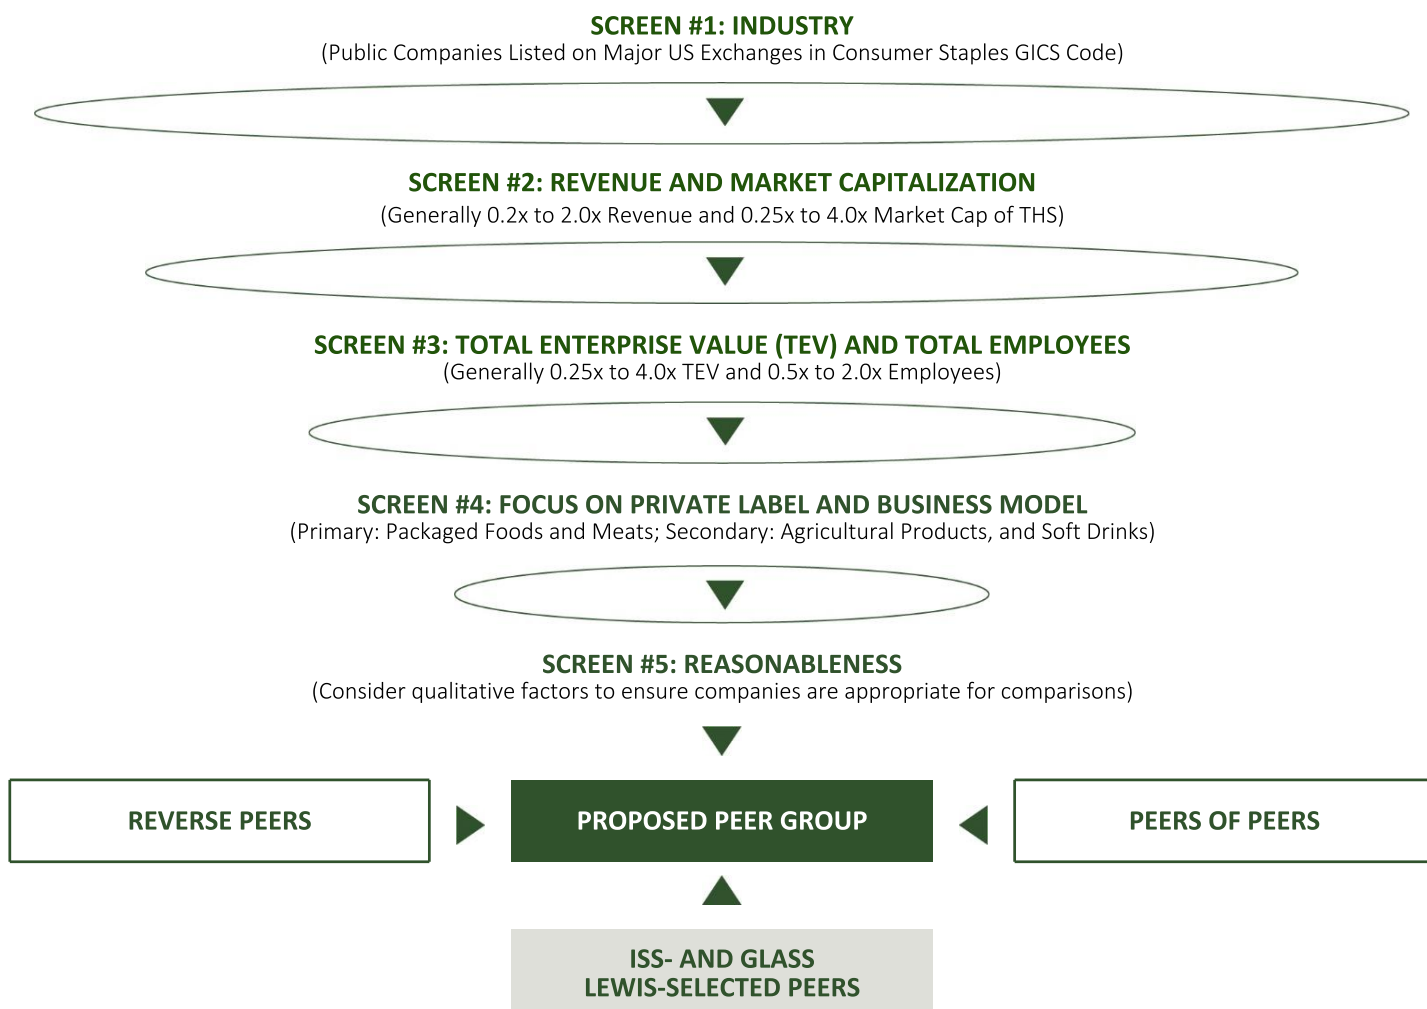 SCREEN #1: INDUSTRY
(Public Companies Listed on Major US Exchanges in Consumer Staples GICS Code)
SCREEN #2: REVENUE AND MARKET CAPITALIZATION
(Generally 0.2x to 2.0x Revenue and 0.25x to 4.0x Market Cap of THS)
SCREEN #3: TOTAL ENTERPRISE VALUE (TEV) AND TOTAL EMPLOYEES
(Generally 0.25x to 4.0x TEV and 0.5x to 2.0x Employees)
SCREEN #4: FOCUS ON PRIVATE LABEL AND BUSINESS MODEL
(Primary: Packaged Foods and Meats; Secondary: Agricultural Products, and Soft Drinks)
SCREEN #5: REASONABLENESS
(Consider qualitative factors to ensure companies are appropriate for comparisons)
REVERSE PEERS
PROPOSED PEER GROUP
PEERS OF PEERS
ISS- AND GLASS
LEWIS-SELECTED PEERS